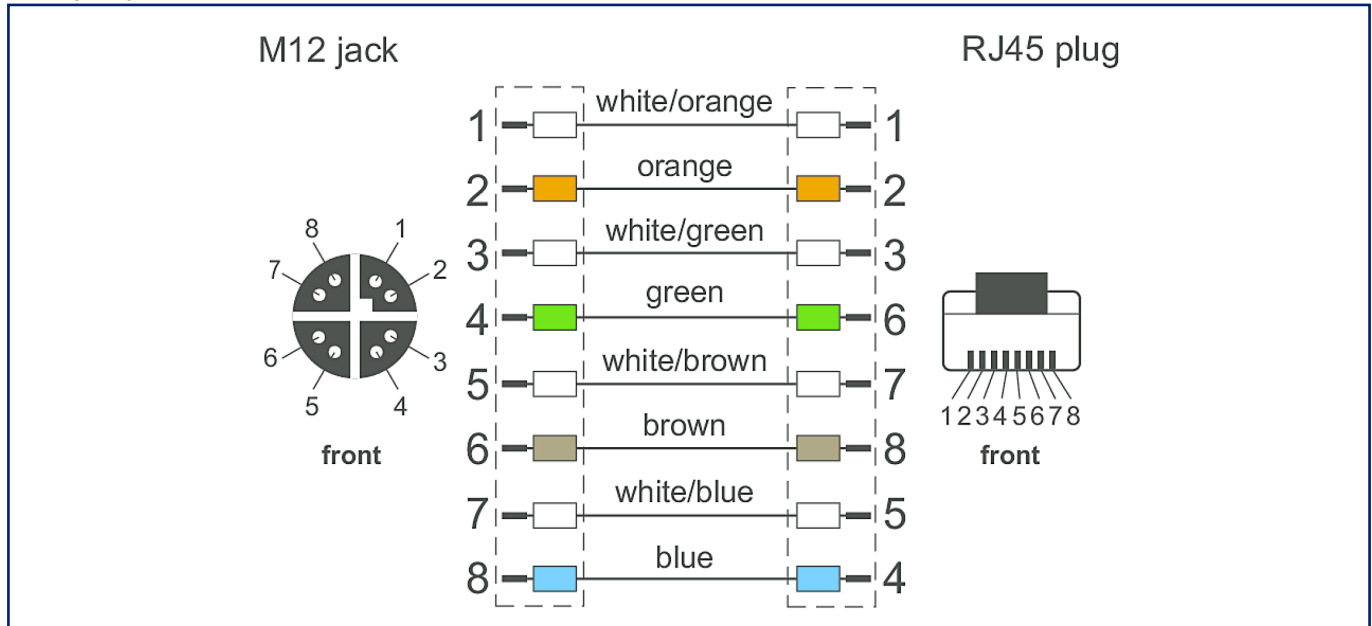 M12 jack
RJ45 plug
1 white/orange 1
2 orange 2
3 white/green 3
4 green 6
5 white/brown 7
6 brown 8
7 white/blue 5
8 blue 4
8 1
7 2
6 3
5 4
front
12345678
front